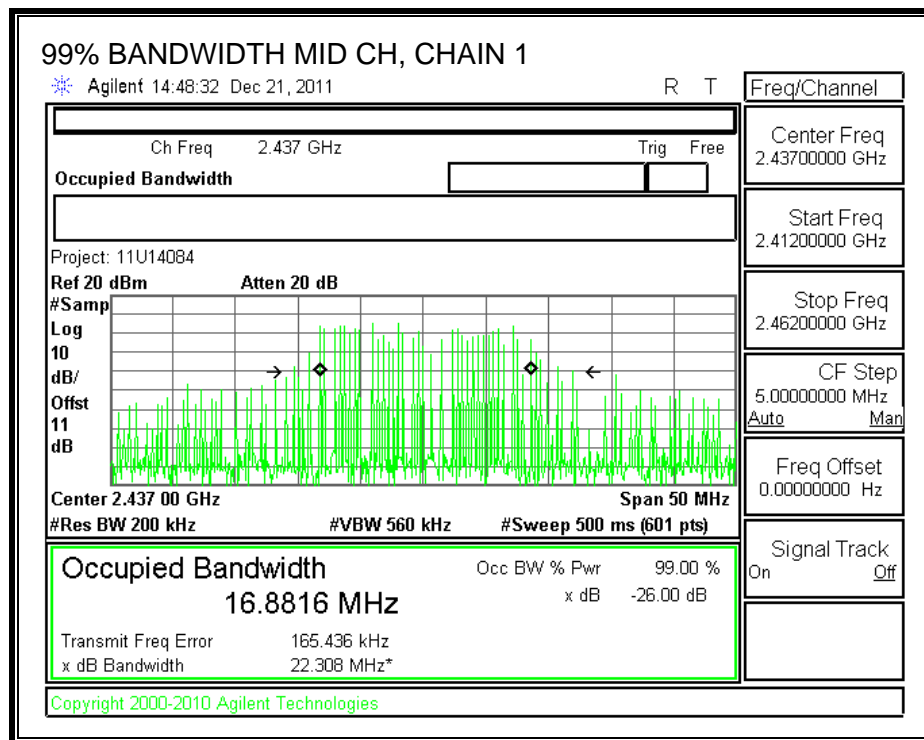 99% BANDWIDTH MID CH, CHAIN 1
Agilent 14:48:32 Dec 21, 2011 R T
Ch Freq 2.437 GHz Trig Free
Occupied Bandwidth
Project: 11U14084
Ref 20 dBm Atten 20 dB
#Samp
Log
10
dB/
Offst
11
dB
Center 2.437 00 GHz Span 50 MHz
#Res BW 200 kHz #VBW 560 kHz #Sweep 500 ms (601 pts)
Occupied Bandwidth Occ BW % Pwr 99.00 %
16.8816 MHz x dB -26.00 dB
Transmit Freq Error 165.436 kHz
x dB Bandwidth 22.308 MHz*
Copyright 2000-2010 Agilent Technologies
Freq/Channel
Center Freq
2.43700000 GHz
Start Freq
2.41200000 GHz
Stop Freq
2.46200000 GHz
CF Step
5.00000000 MHz
Auto Man
Freq Offset
0.00000000 Hz
Signal Track
On Off